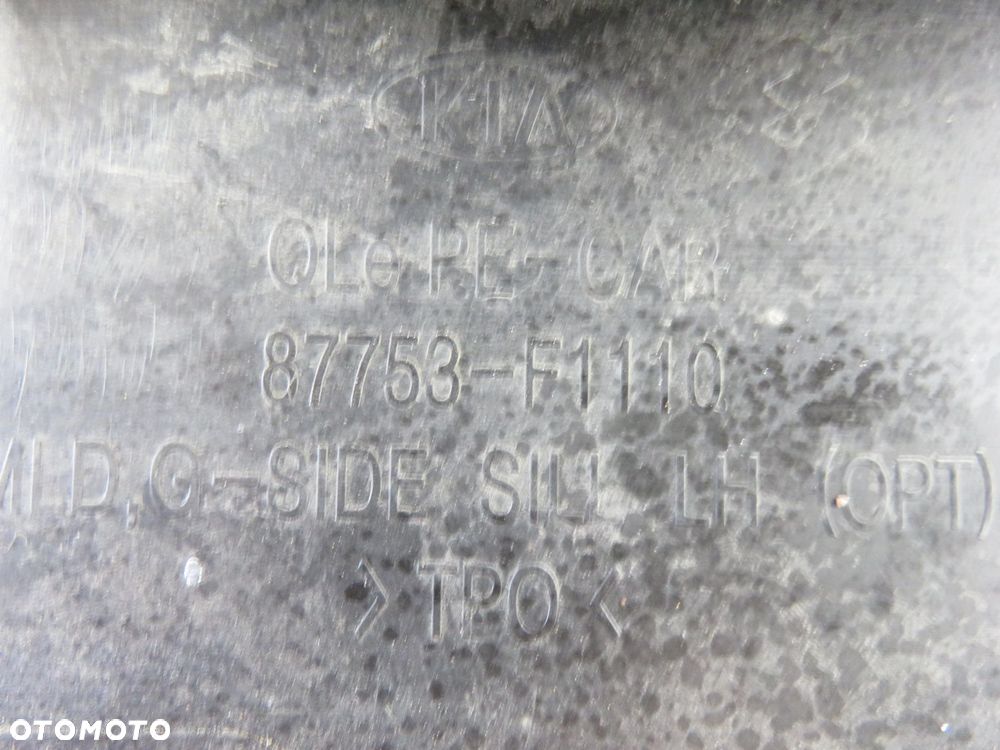 KIA
QLe PE- CAR
87753-F1110
MLD,G-SIDE SILL LH (OPT)
>TPO<
OTOMOTO